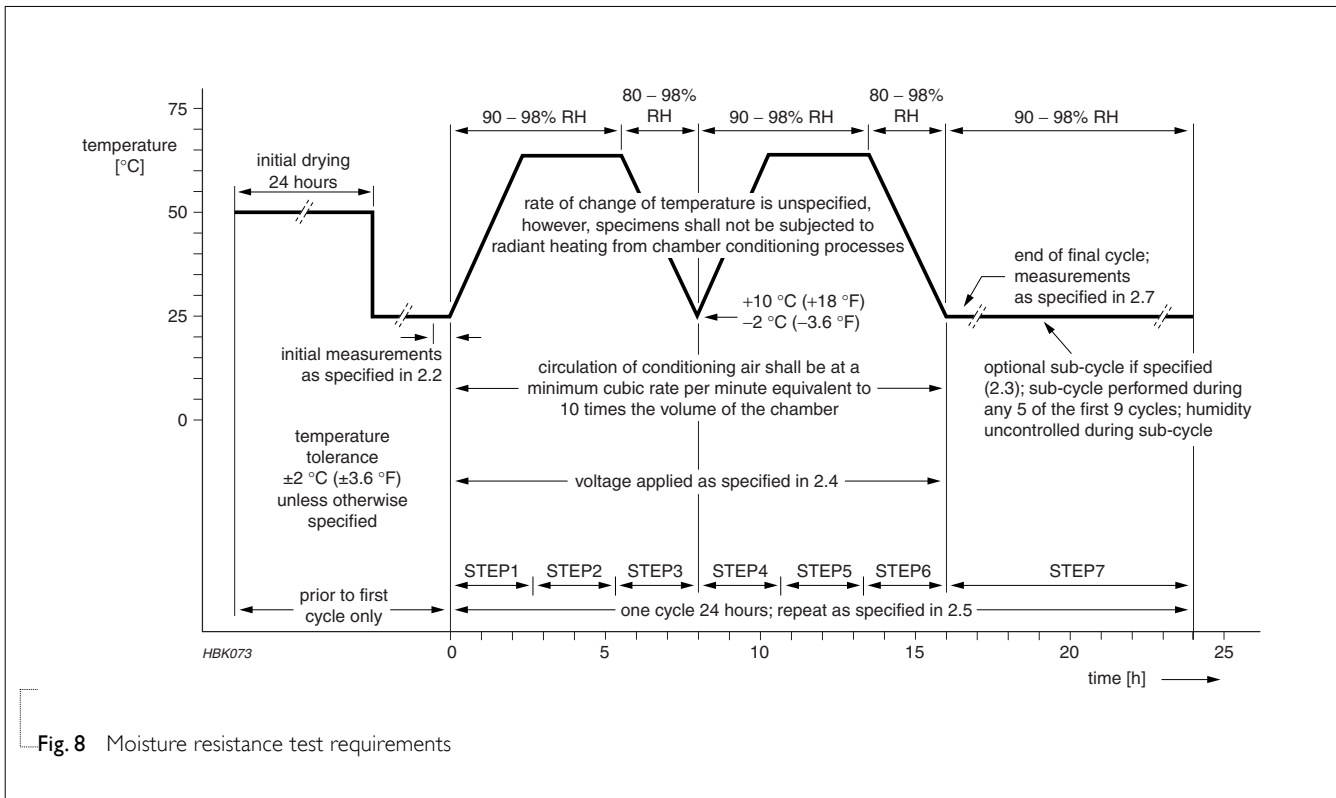 80 – 98%
80 – 98%
75
90 – 98% RH
RH
90 – 98% RH
RH
90 – 98% RH
temperature
[°C]
initial drying
24 hours
50
rate of change of temperature is unspecified,
however, specimens shall not be subjected to
radiant heating from chamber conditioning processes
end of final cycle;
measurements
as specified in 2.7
+10 °C (+18 °F)
−2 °C (−3.6 °F)
25
initial measurements
as specified in 2.2
circulation of conditioning air shall be at a
minimum cubic rate per minute equivalent to
10 times the volume of the chamber
optional sub-cycle if specified
(2.3); sub-cycle performed during
any 5 of the first 9 cycles; humidity
uncontrolled during sub-cycle
0
temperature
tolerance
±2 °C (±3.6 °F)
unless otherwise
specified
voltage applied as specified in 2.4
STEP1
STEP2
STEP3
STEP4
STEP5
STEP6
STEP7
prior to first
cycle only
one cycle 24 hours; repeat as specified in 2.5
HBK073
0
5
10
15
20
25
time [h]
Fig. 8 Moisture resistance test requirements